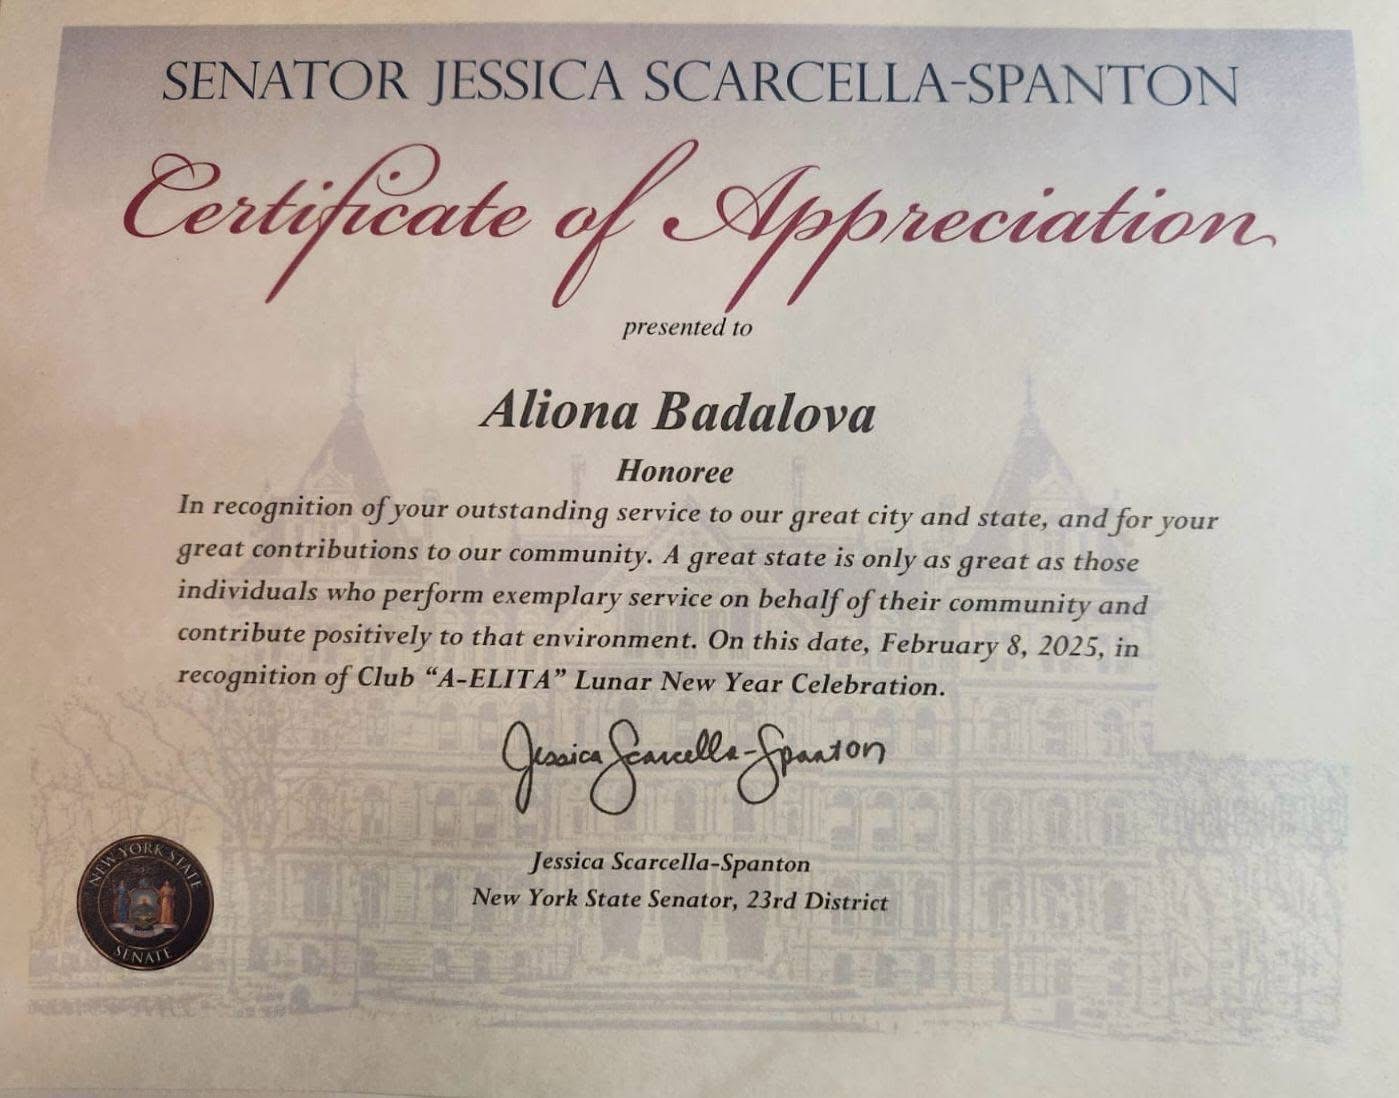 SENATOR JESSICA SCARCELLA-SPANTON
Certificate of Appreciation
presented to
Aliona Badalova
Honoree
In recognition of your outstanding service to our great city and state, and for your
great contributions to our community. A great state is only as great as those
individuals who perform exemplary service on behalf of their community and
contribute positively to that environment. On this date, February 8, 2025, in
recognition of Club “A-ELITA” Lunar New Year Celebration.
Jessica Scarcella-Spanton
Jessica Scarcella-Spanton
New York State Senator, 23rd District
NEW YORK STATE
SENATE